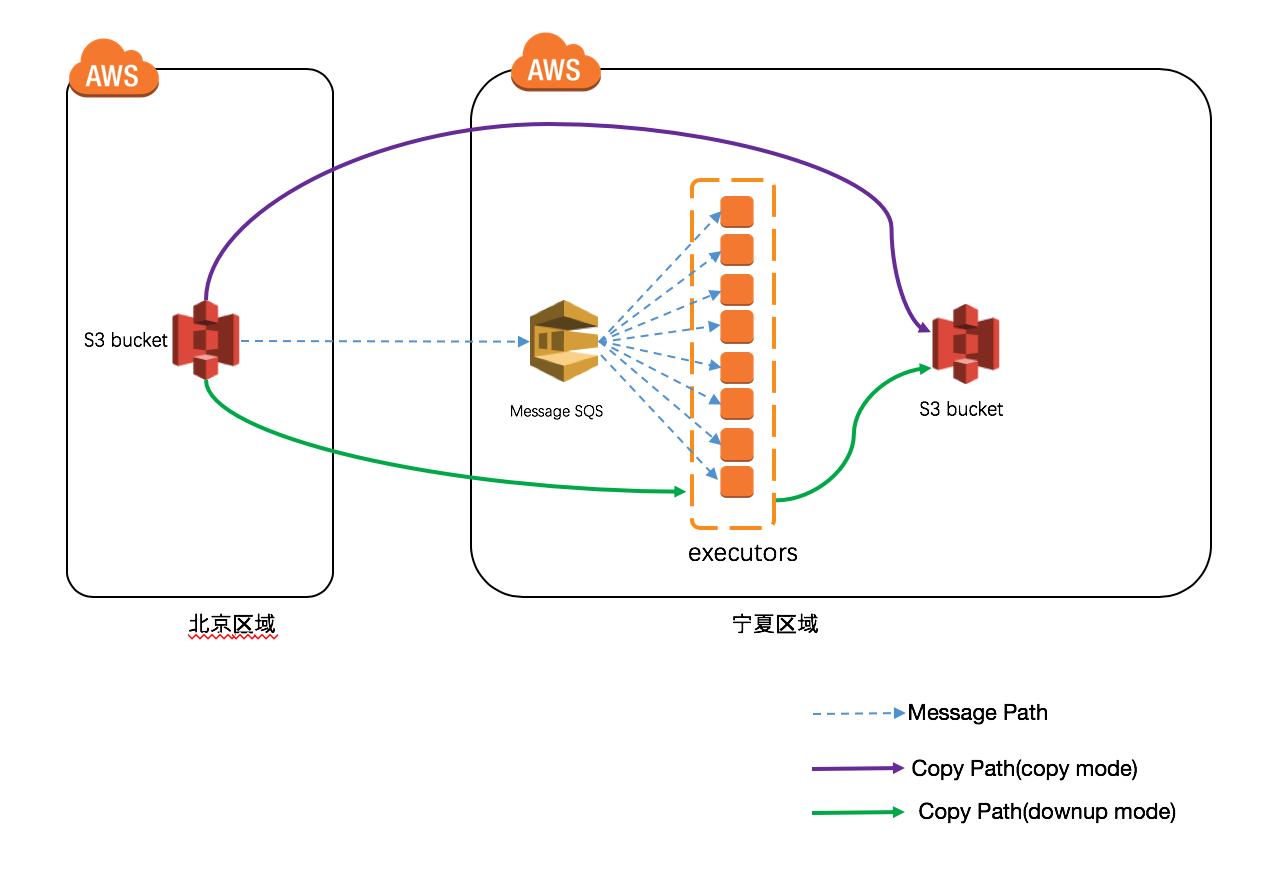 AWS
AWS
S3 bucket
Message SQS
S3 bucket
executors
北京区域
宁夏区域
Message Path
Copy Path(copy mode)
Copy Path(downup mode)